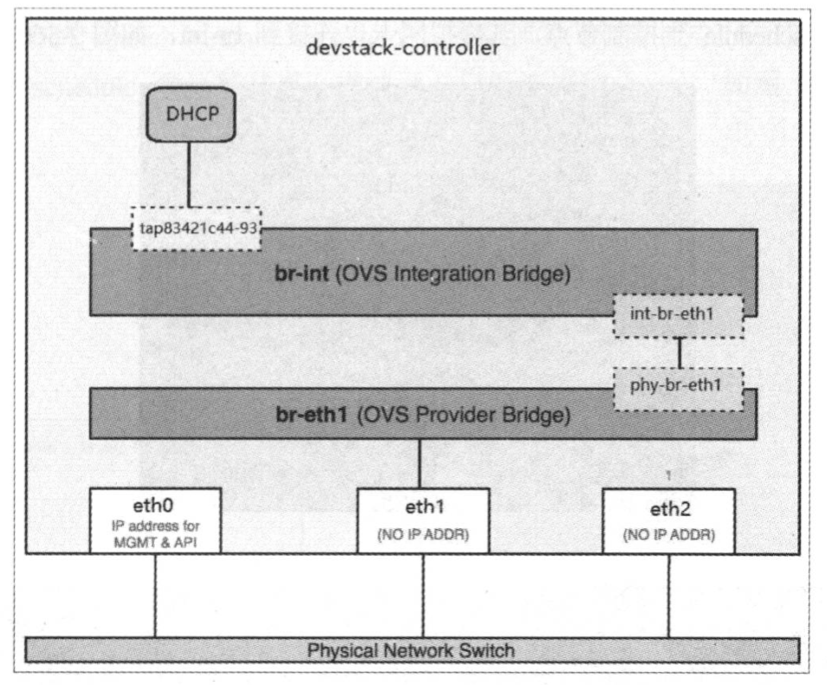 devstack-controller
DHCP
tap83421c44-93
br-int (OVS Integration Bridge)
int-br-eth1
phy-br-eth1
br-eth1 (OVS Provider Bridge)
eth0
IP address for
MGMT & API
eth1
(NO IP ADDR)
eth2
(NO IP ADDR)
Physical Network Switch